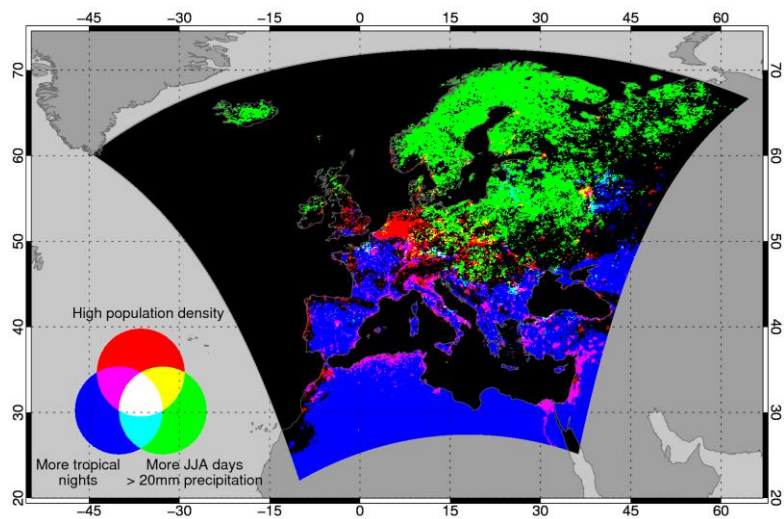 −45 −30 −15 0 15 30 45 60
70 70
60 60
50 50
40 40
30 30
20 20
High population density
More tropical
nights
More JJA days
> 20mm precipitation
−45 −30 −15 0 15 30 45 60